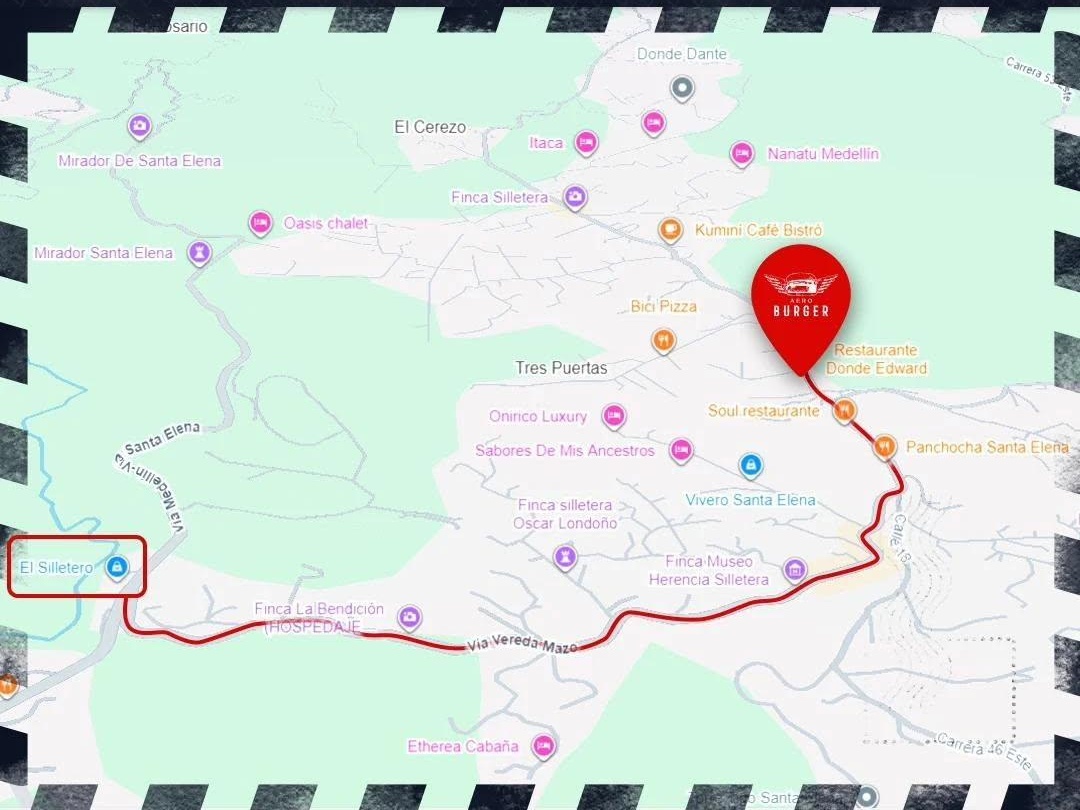 osario
Donde Dante
Carrera 5
El Cerezo
Itaca
Nanatu Medellín
Mirador De Santa Elena
Finca Silletera
Oasis chalet
Kumini Café Bistró
Mirador Santa Elena
AERO
BURGER
Bici Pizza
Restaurante
Donde Edward
Tres Puertas
Onirico Luxury
Soul restaurante
Santa Elena
Panchocha Santa Elena
Sabores De Mis Ancestros
Vía Medellín-Vía
Vivero Santa Elena
Finca silletera
Oscar Londoño
Calle 18
El Silletero
Finca Museo
Herencia Silletera
Finca La Bendición
(HOSPEDAJE
Via Vereda Mazo
Etherea Cabaña
Carrera 46 Este
Santa